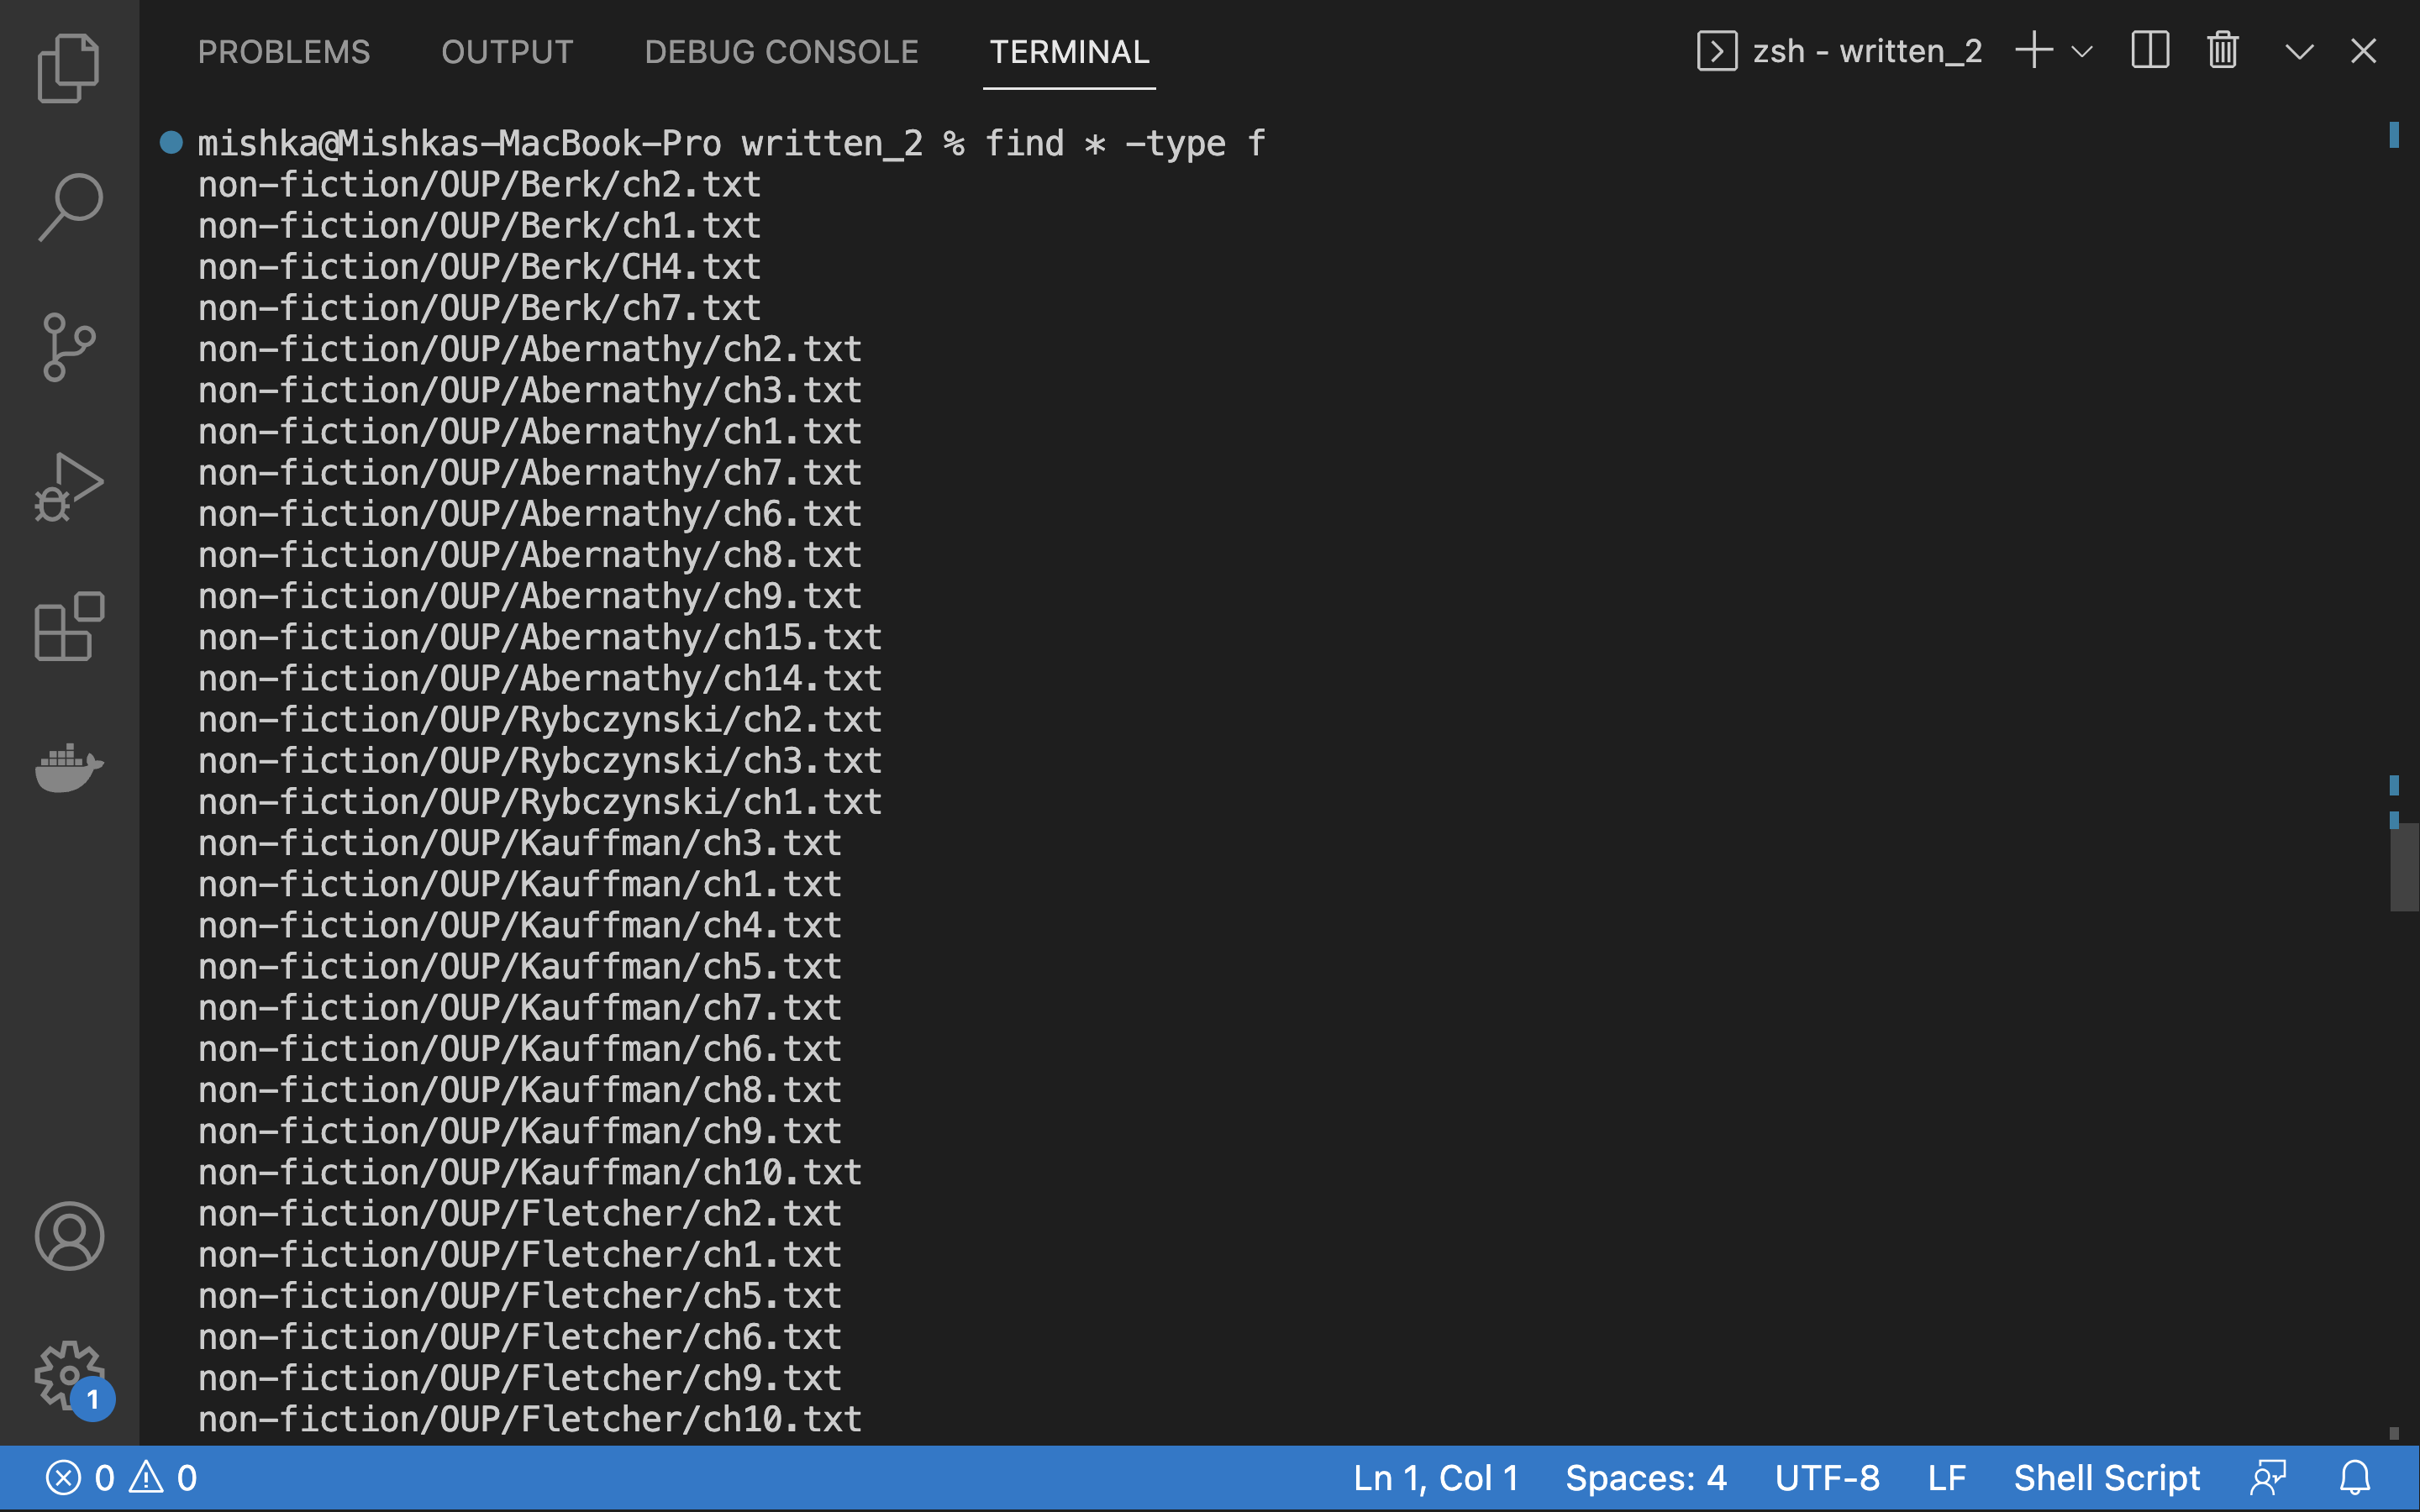 PROBLEMS OUTPUT DEBUG CONSOLE TERMINAL zsh - written_2
mishka@Mishkas-MacBook-Pro written_2 % find * -type f
non-fiction/OUP/Berk/ch2.txt
non-fiction/OUP/Berk/ch1.txt
non-fiction/OUP/Berk/CH4.txt
non-fiction/OUP/Berk/ch7.txt
non-fiction/OUP/Abernathy/ch2.txt
non-fiction/OUP/Abernathy/ch3.txt
non-fiction/OUP/Abernathy/ch1.txt
non-fiction/OUP/Abernathy/ch7.txt
non-fiction/OUP/Abernathy/ch6.txt
non-fiction/OUP/Abernathy/ch8.txt
non-fiction/OUP/Abernathy/ch9.txt
non-fiction/OUP/Abernathy/ch15.txt
non-fiction/OUP/Abernathy/ch14.txt
non-fiction/OUP/Rybczynski/ch2.txt
non-fiction/OUP/Rybczynski/ch3.txt
non-fiction/OUP/Rybczynski/ch1.txt
non-fiction/OUP/Kauffman/ch3.txt
non-fiction/OUP/Kauffman/ch1.txt
non-fiction/OUP/Kauffman/ch4.txt
non-fiction/OUP/Kauffman/ch5.txt
non-fiction/OUP/Kauffman/ch7.txt
non-fiction/OUP/Kauffman/ch6.txt
non-fiction/OUP/Kauffman/ch8.txt
non-fiction/OUP/Kauffman/ch9.txt
non-fiction/OUP/Kauffman/ch10.txt
non-fiction/OUP/Fletcher/ch2.txt
non-fiction/OUP/Fletcher/ch1.txt
non-fiction/OUP/Fletcher/ch5.txt
non-fiction/OUP/Fletcher/ch6.txt
non-fiction/OUP/Fletcher/ch9.txt
non-fiction/OUP/Fletcher/ch10.txt
1
0 0 Ln 1, Col 1 Spaces: 4 UTF-8 LF Shell Script